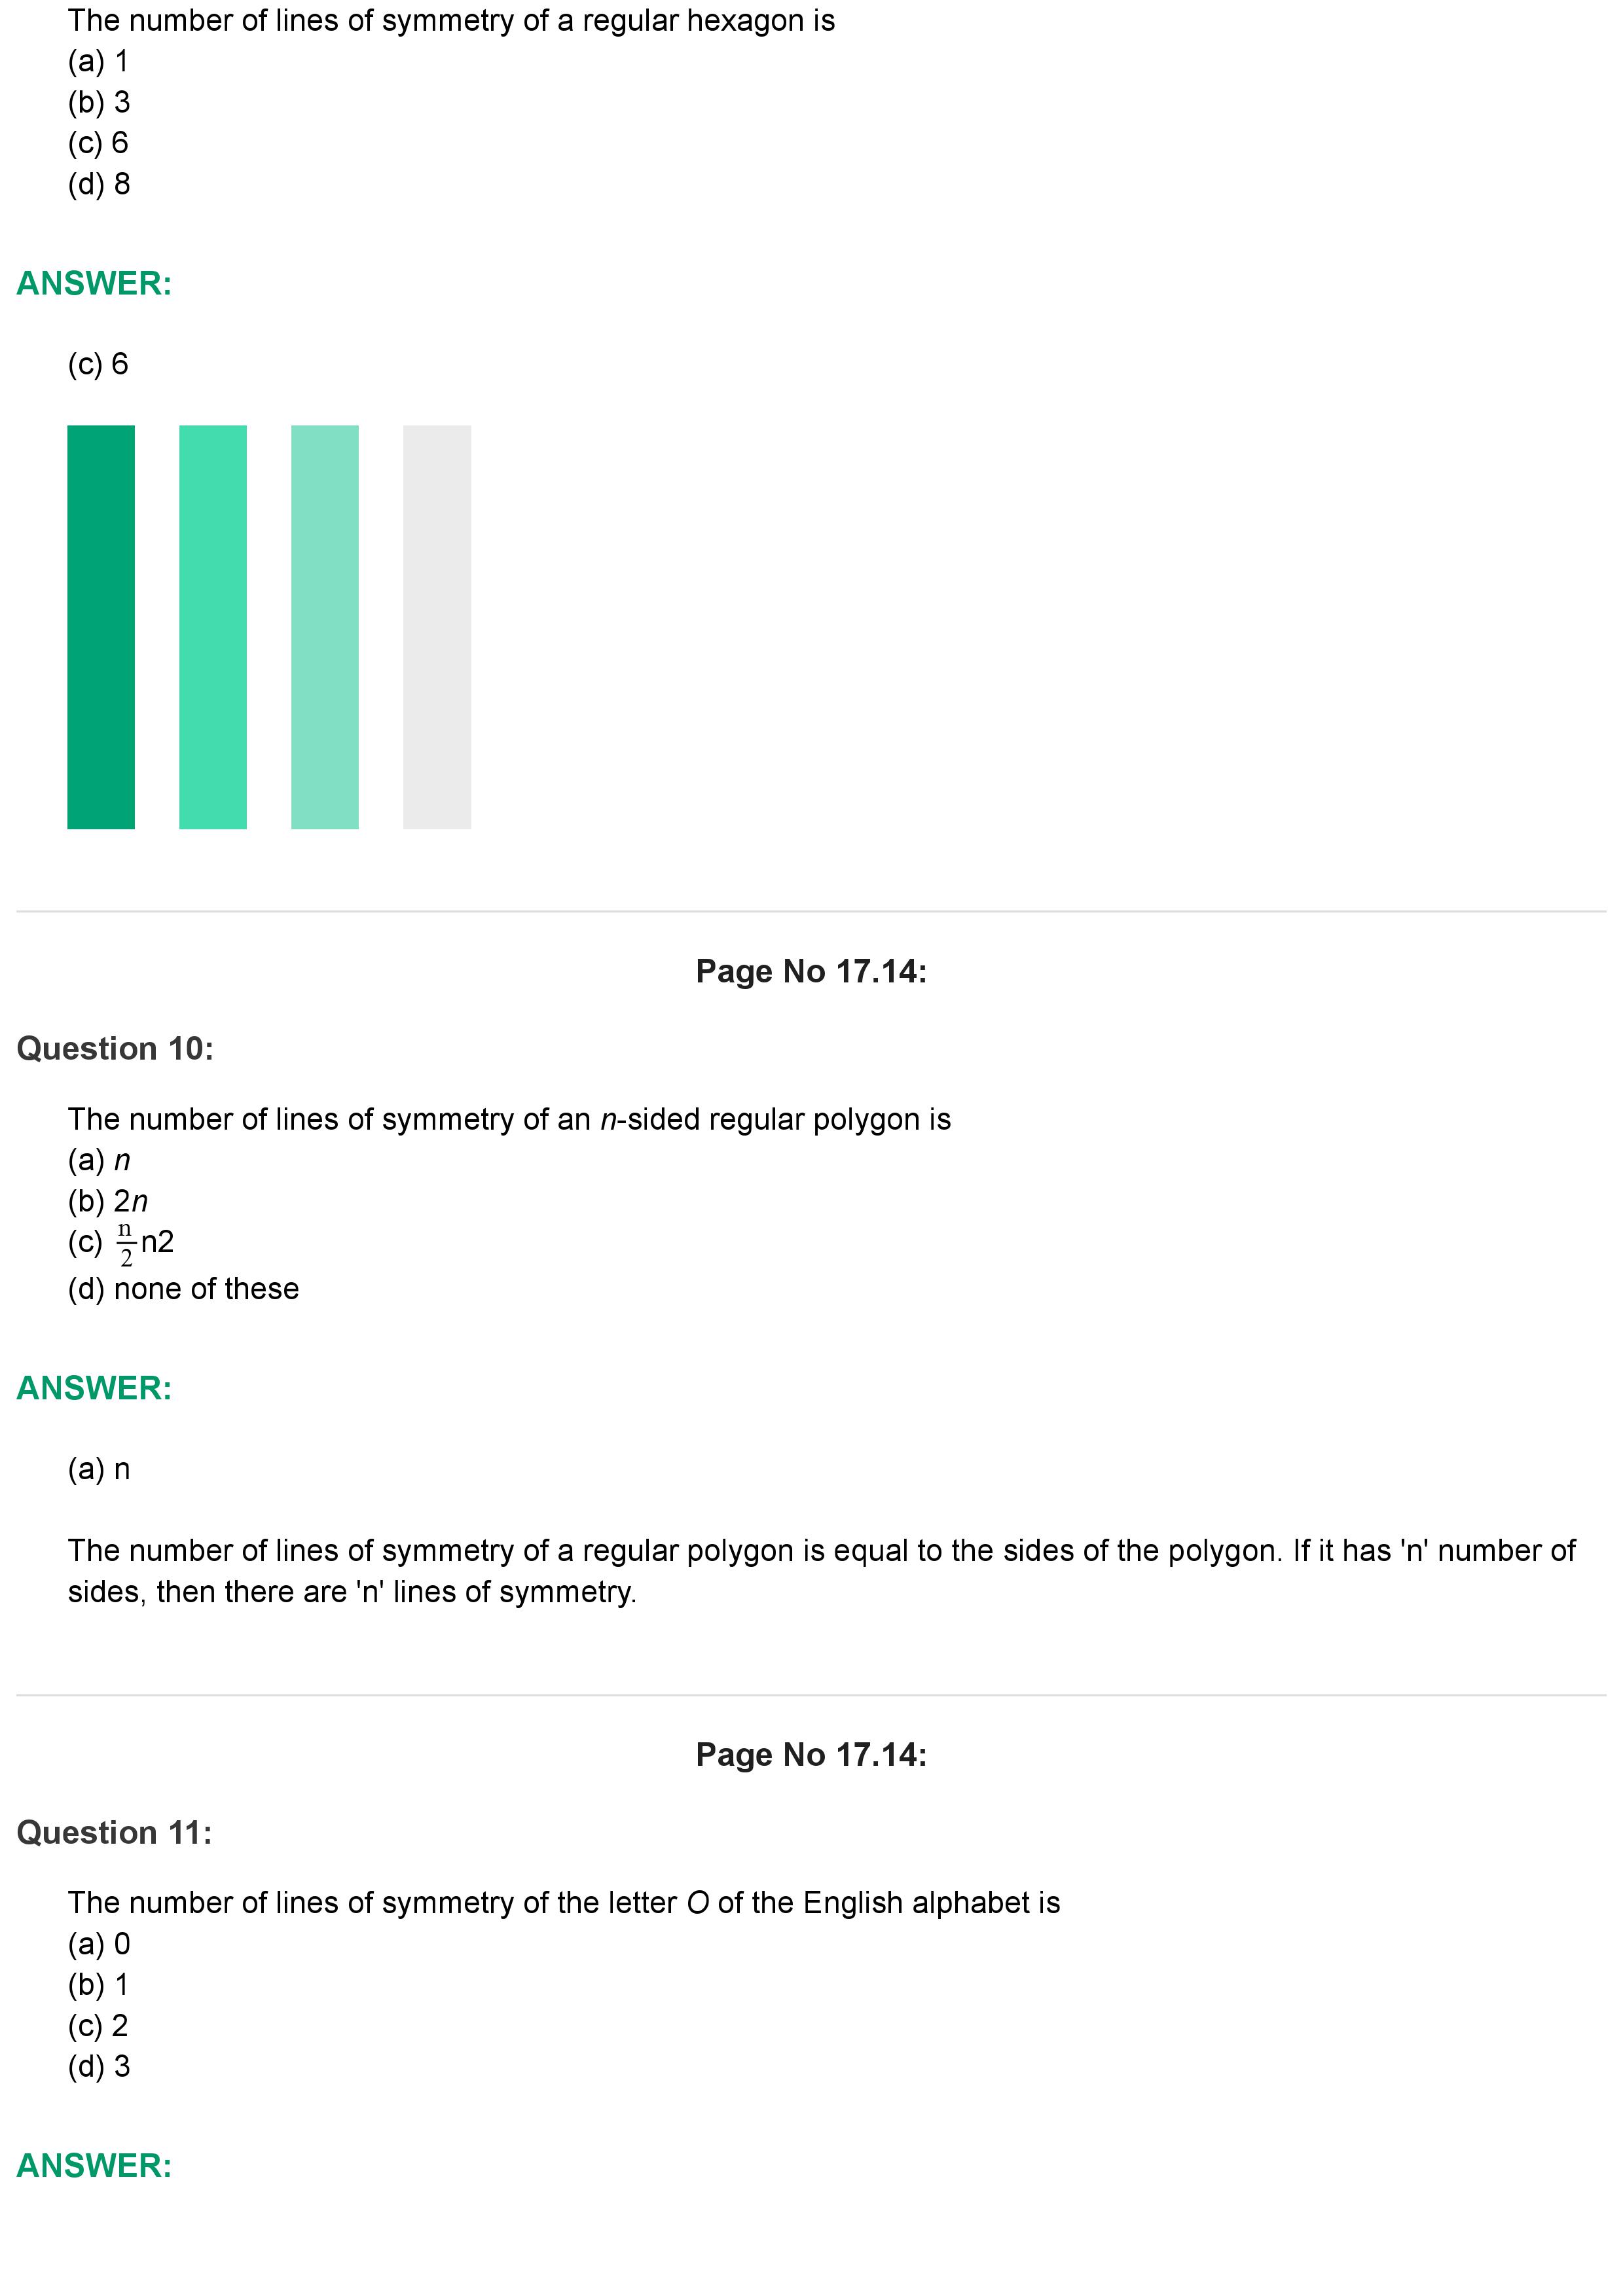 The number of lines of symmetry of a regular hexagon is
(a) 1
(b) 3
(c) 6
(d) 8
ANSWER:
(c) 6
Page No 17.14:
Question 10:
The number of lines of symmetry of an n-sided regular polygon is
(a) n
(b) 2n
(c) n/2 n2
(d) none of these
ANSWER:
(a) n
The number of lines of symmetry of a regular polygon is equal to the sides of the polygon. If it has 'n' number of
sides, then there are 'n' lines of symmetry.
Page No 17.14:
Question 11:
The number of lines of symmetry of the letter O of the English alphabet is
(a) 0
(b) 1
(c) 2
(d) 3
ANSWER: